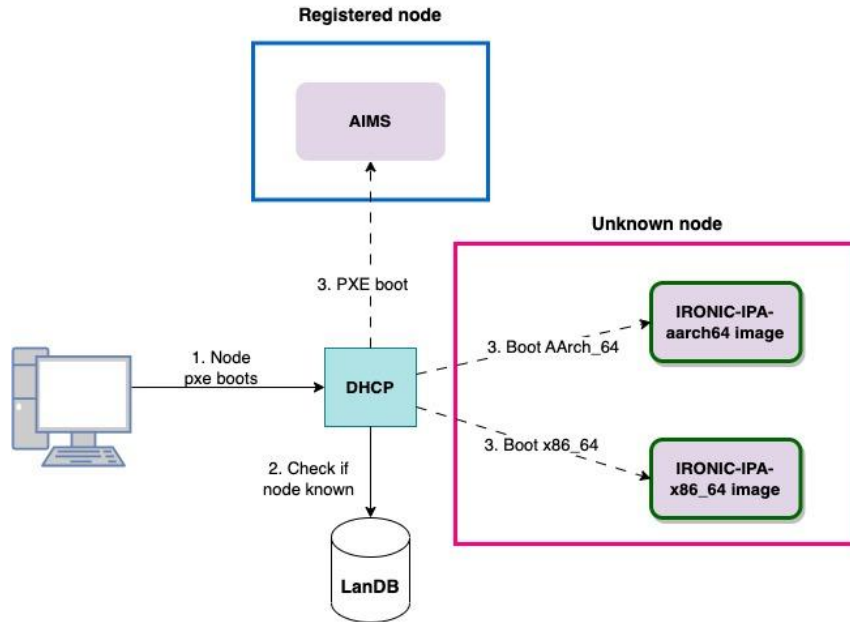 Registered node
AIMS
Unknown node
3. PXE boot
IRONIC-IPA-
aarch64 image
3. Boot AArch_64
1. Node
pxe boots
DHCP
3. Boot x86_64
2. Check if
node known
IRONIC-IPA-
x86_64 image
LanDB